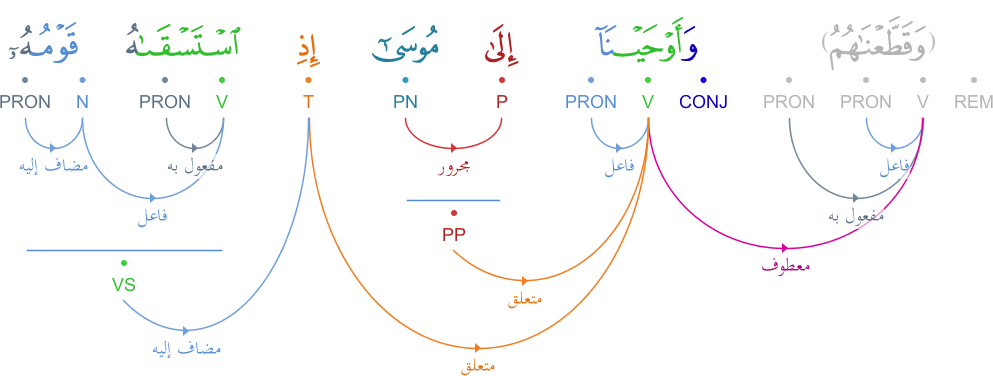 (وَقَطَّعْنَٰهُمُ) وَأَوْحَيْنَآ إِلَىٰ مُوسَىٰٓ إِذِ ٱسْتَسْقَىٰهُ قَوْمُهُۥٓ
PRON N PRON V T PN P PRON V CONJ PRON PRON V REM
مضاف إليه مفعول به مجرور فاعل فاعل
فاعل مفعول به
PP
معطوف
VS
متعلق
مضاف إليه
متعلق